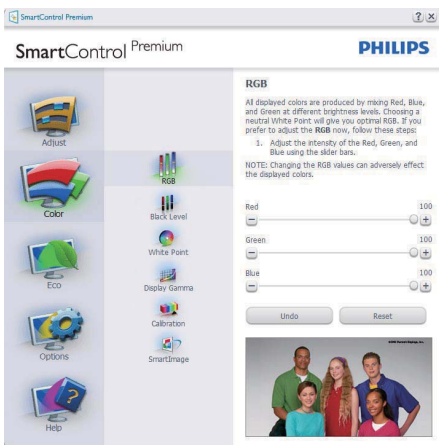 SmartControl Premium
SmartControl Premium
PHILIPS
Adjust
Color
Eco
Options
Help
RGB
Black Level
White Point
Display Gamma
Calibration
SmartImage
RGB
All displayed colors are produced by mixing Red, Blue,
and Green at different brightness levels. Choosing a
neutral White Point will give you optimal RGB. If you
prefer to adjust the RGB now, follow these steps:
1. Adjust the intensity of the Red, Green, and
Blue using the slider bars.
NOTE: Changing the RGB values can adversely effect
the displayed colors.
Red 100
Green 100
Blue 100
Undo Reset